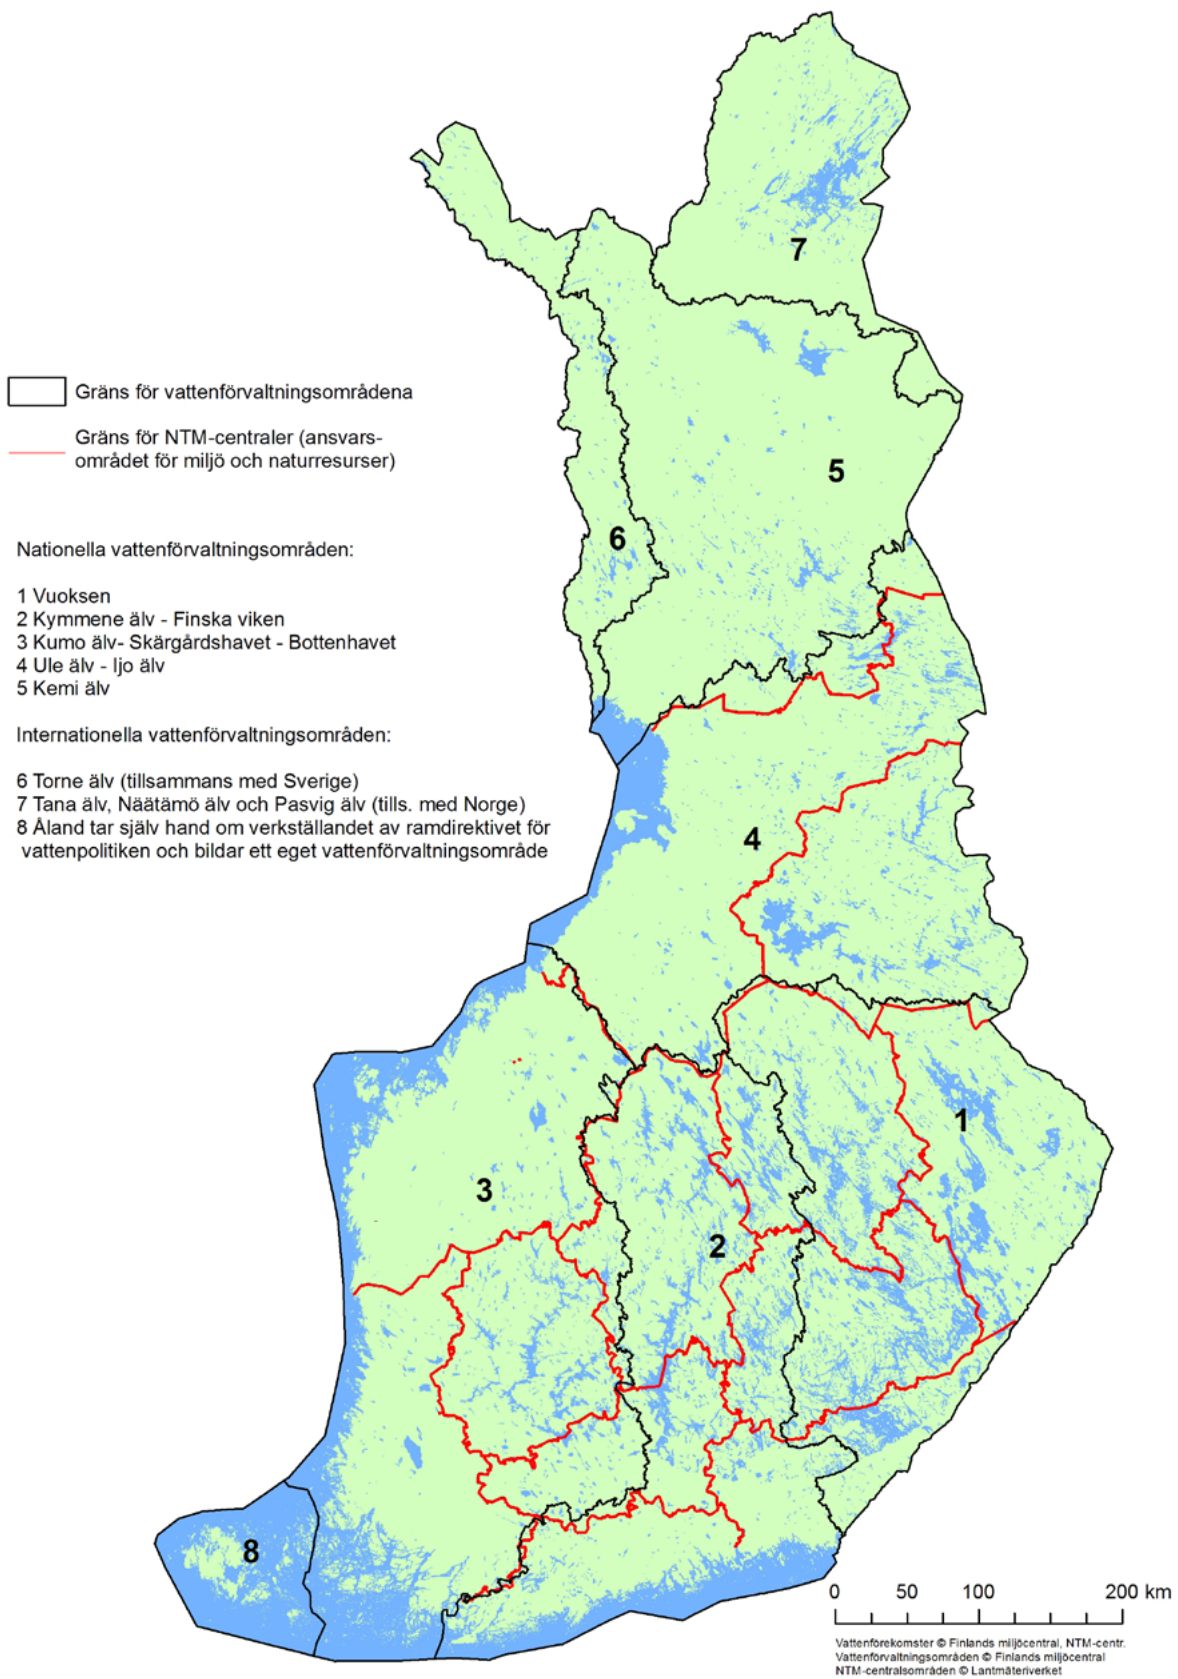 7
5
6
Gräns för vattenförvaltningsområdena
Gräns för NTM-centraler (ansvars-
området för miljö och naturresurser)
Nationella vattenförvaltningsområden:
1 Vuoksen
2 Kymmene älv - Finska viken
3 Kumo älv- Skärgårdshavet - Bottenhavet
4 Ule älv - Ijo älv
5 Kemi älv
Internationella vattenförvaltningsområden:
6 Torne älv (tillsammans med Sverige)
7 Tana älv, Näätämö älv och Pasvig älv (tills. med Norge)
8 Åland tar själv hand om verkställandet av ramdirektivet för
vattenpolitiken och bildar ett eget vattenförvaltningsområde
4
1
3
2
8
0 50 100 200 km
Vattenförekomster © Finlands miljöcentral, NTM-centr.
Vattenförvaltningsområden © Finlands miljöcentral
NTM-centralsområden © Lantmäteriverket